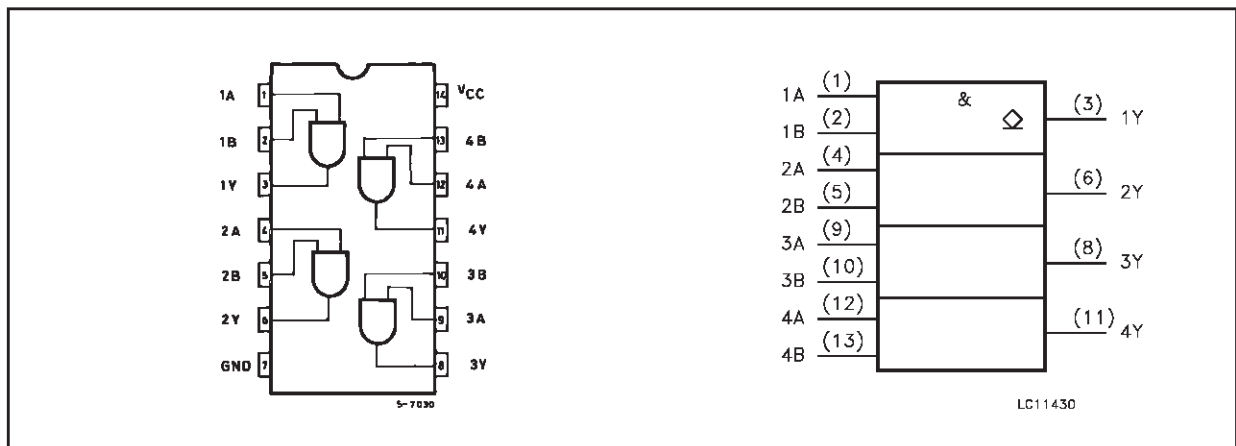 1A 1 14 VCC
1B 2 13 4B
1Y 3 12 4A
2A 4 11 4Y
2B 5 10 3B
2Y 6 9 3A
GND 7 8 3Y
S-7030
1A (1) & (3) 1Y
1B (2)
2A (4) (6) 2Y
2B (5)
3A (9) (8) 3Y
3B (10)
4A (12) (11) 4Y
4B (13)
LC11430